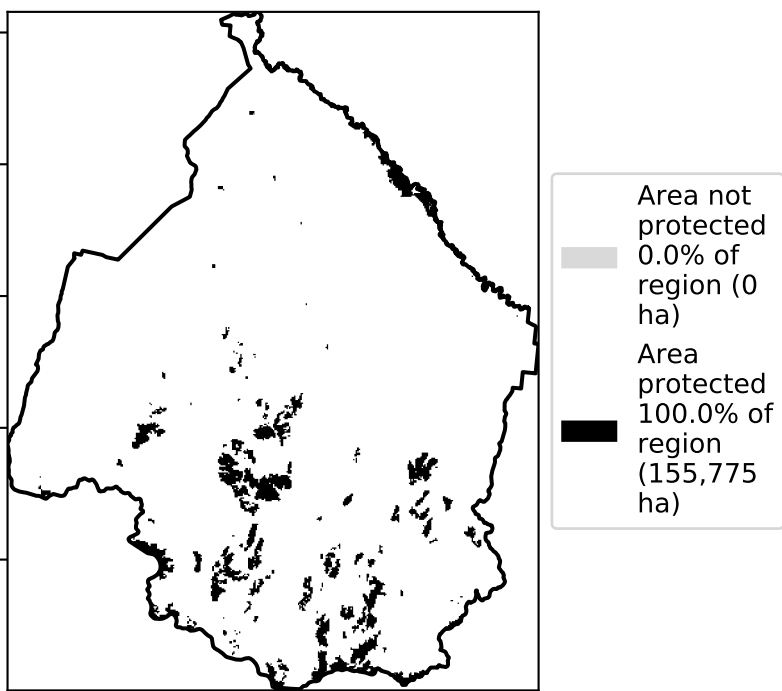 Area not
protected
0.0% of
region (0
ha)
Area
protected
100.0% of
region
(155,775
ha)